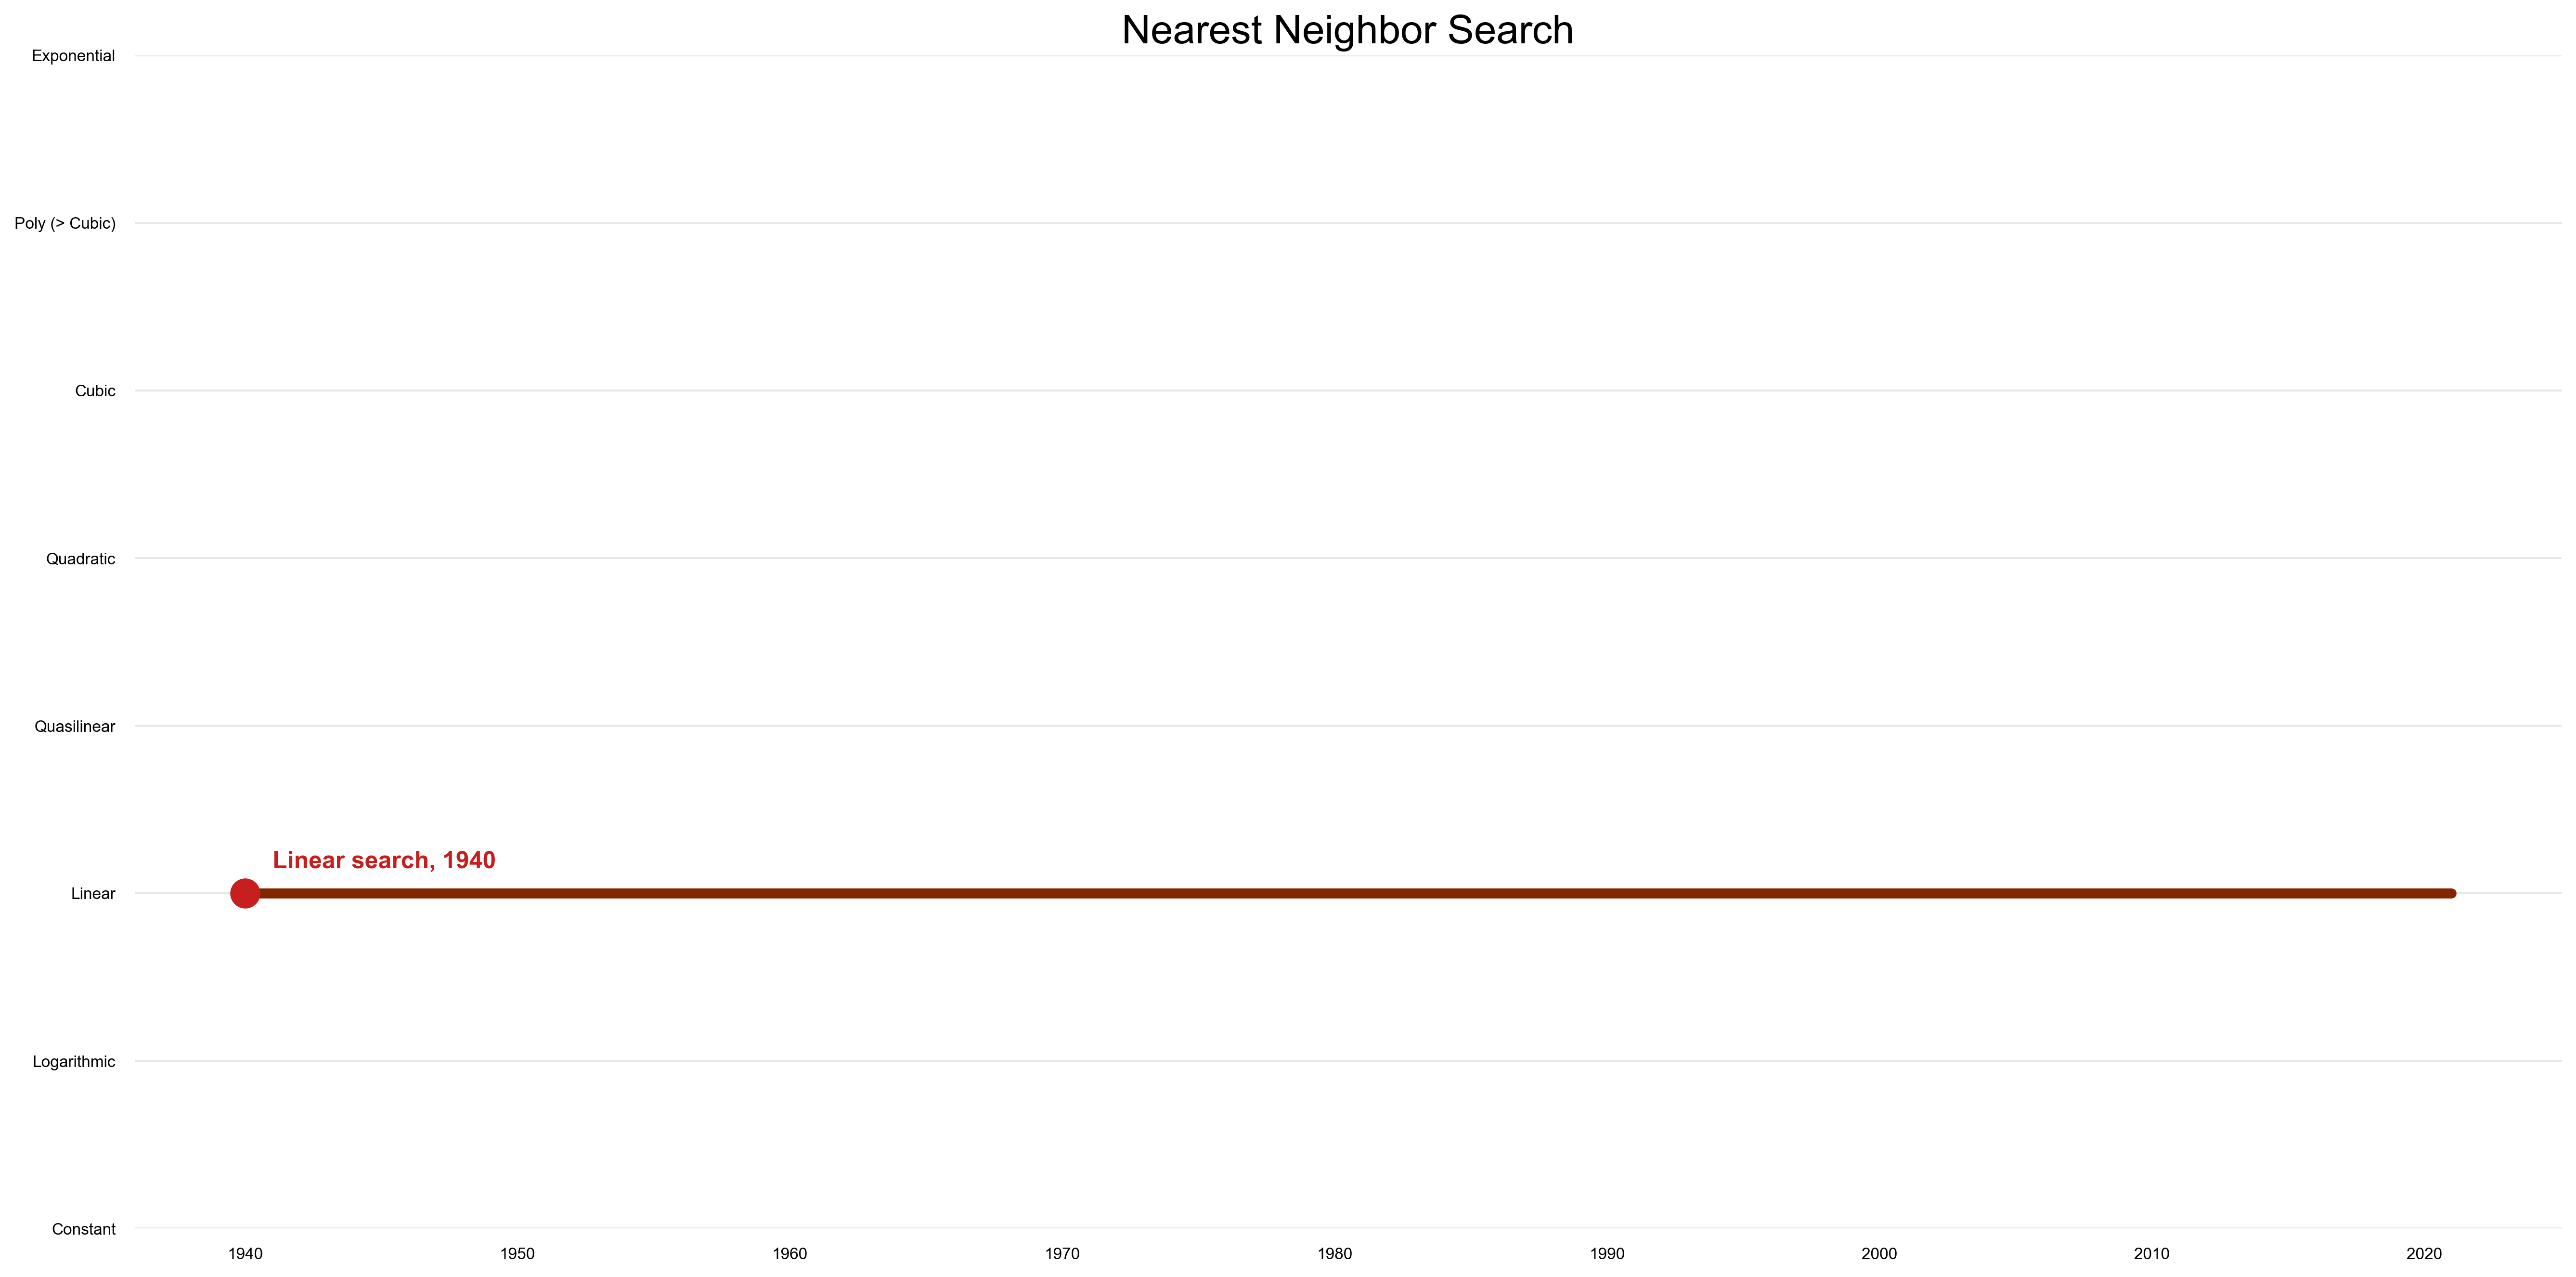 Nearest Neighbor Search
Exponential
Poly (> Cubic)
Cubic
Quadratic
Quasilinear
Linear search, 1940
Linear
Logarithmic
Constant
1940 1950 1960 1970 1980 1990 2000 2010 2020